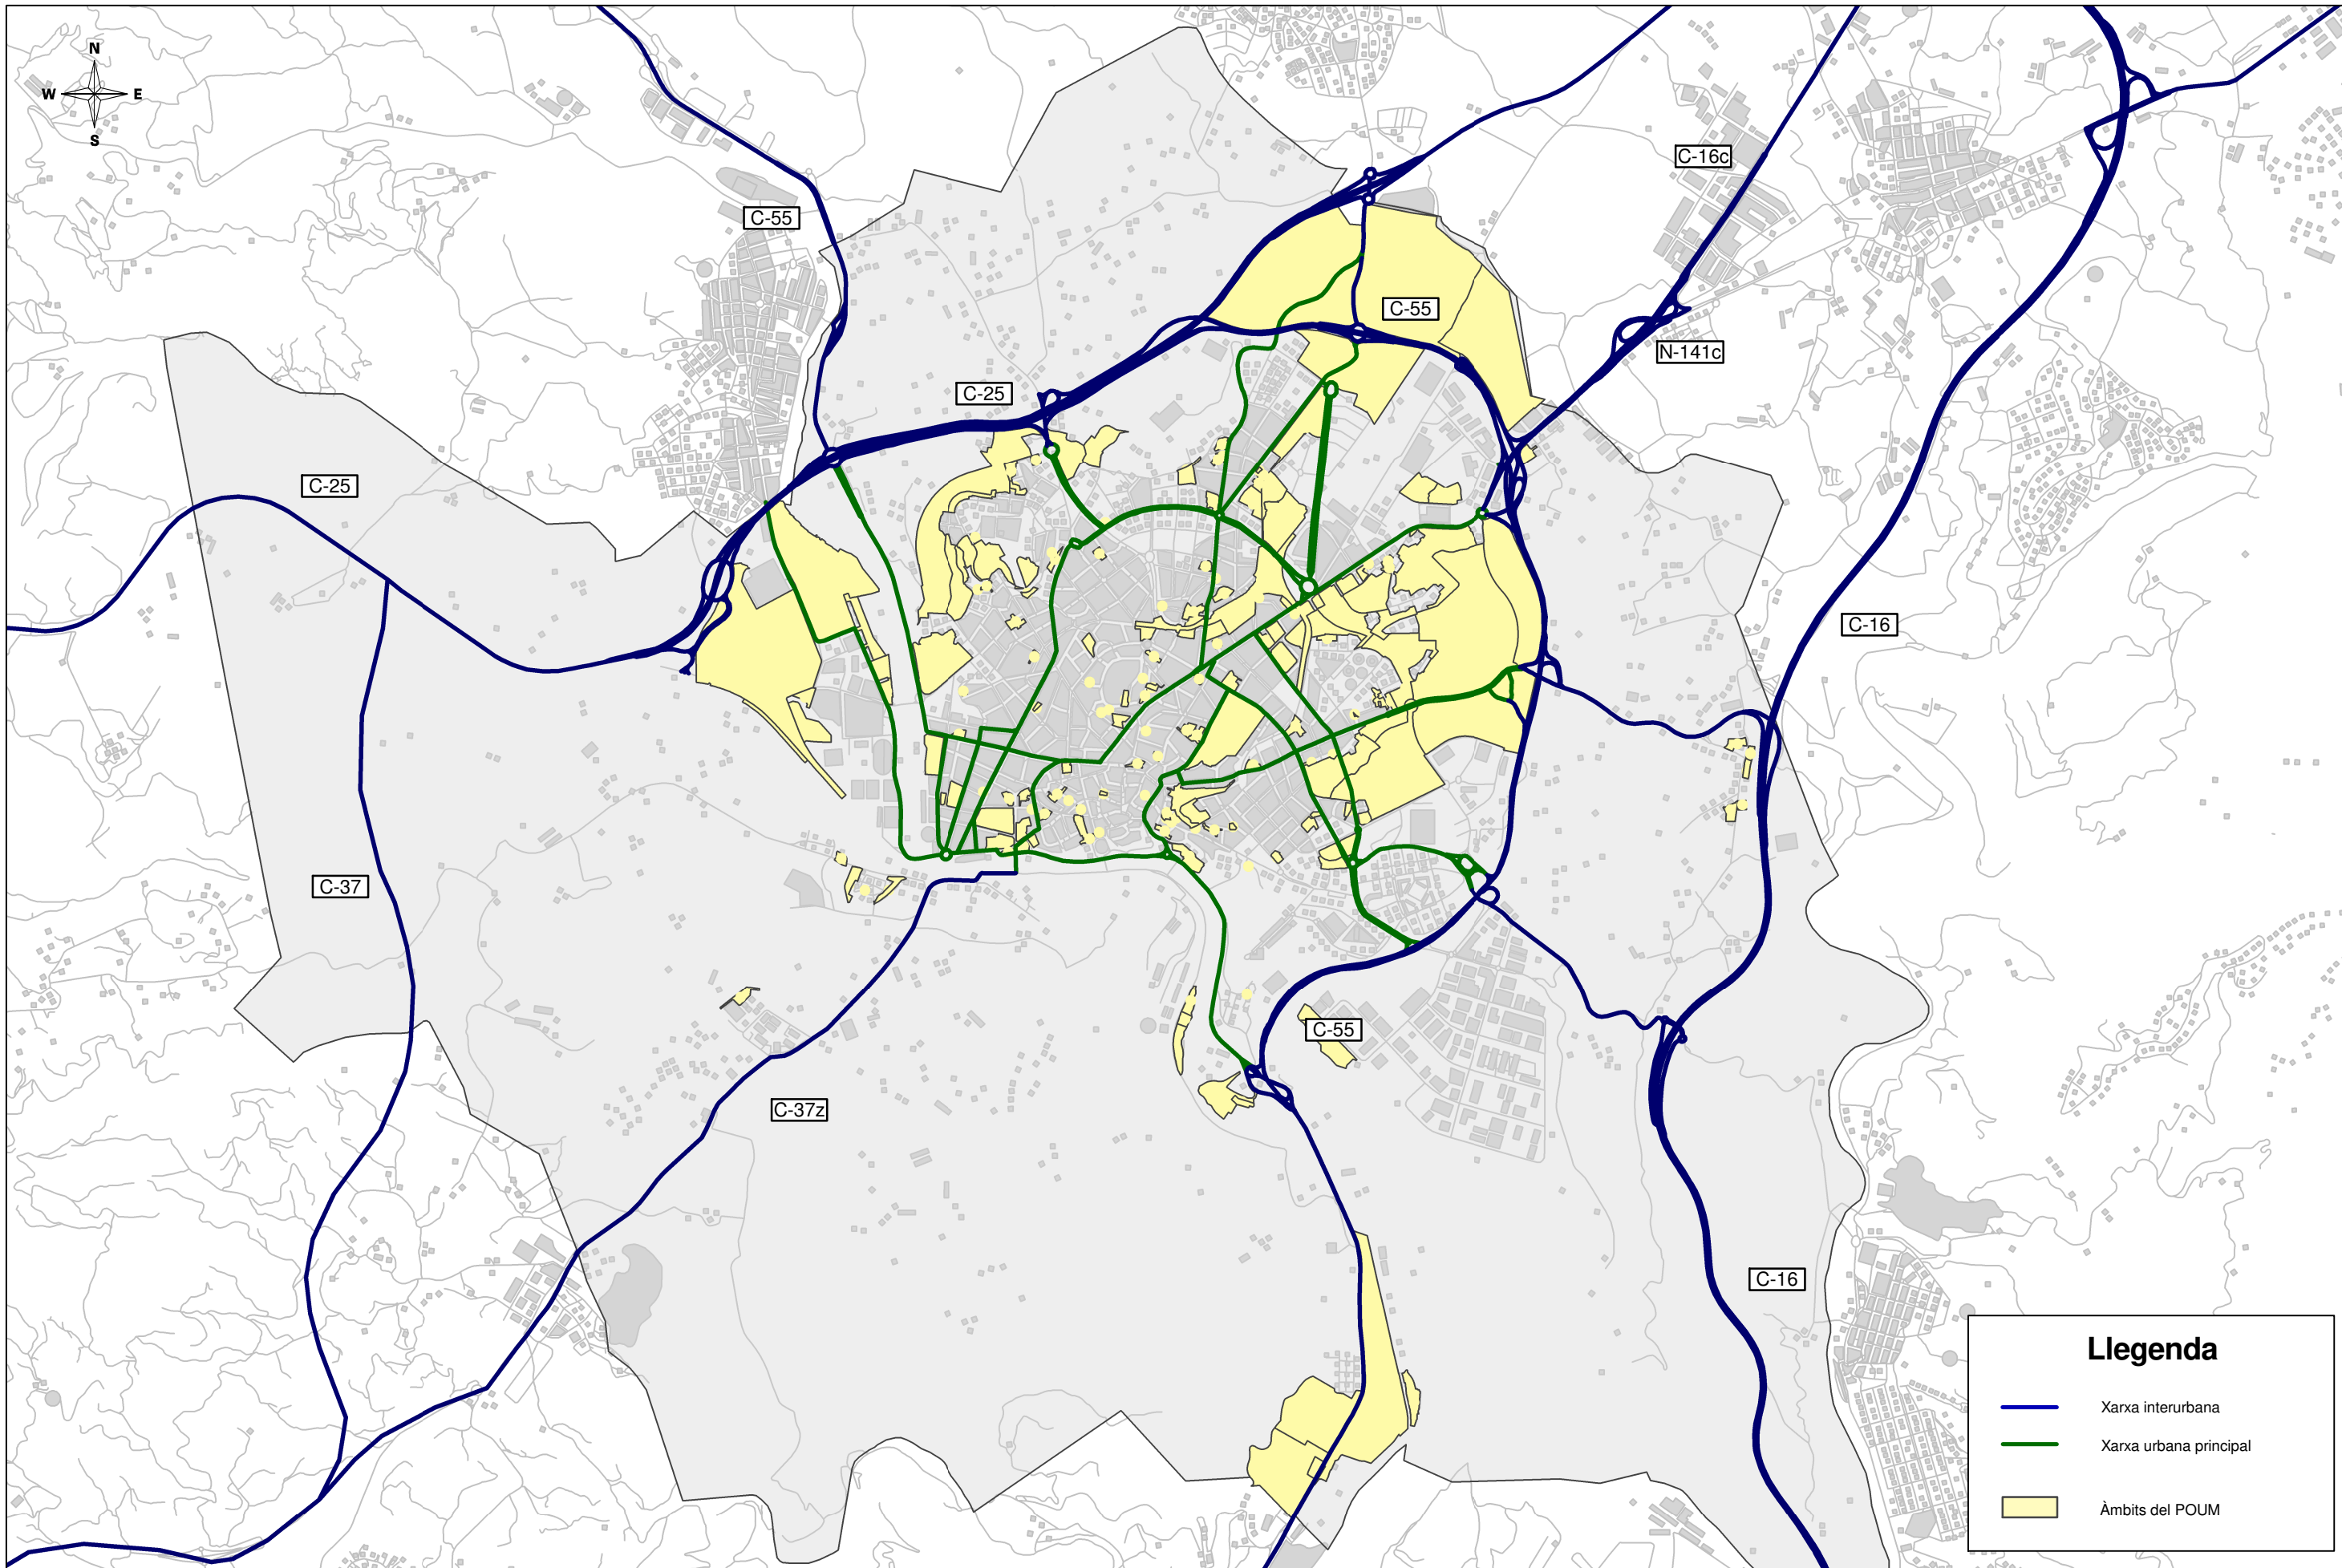 N
W E
S
C-16c
C-55
C-55
N-141c
C-25
C-25
C-16
C-37
C-55
C-37z
C-16
Llegenda
Xarxa interurbana
Xarxa urbana principal
Àmbits del POUM